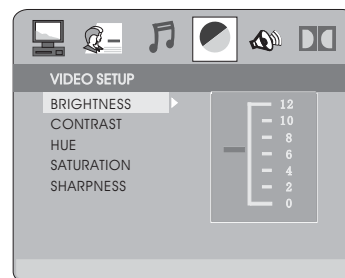 VIDEO SETUP
BRIGHTNESS
CONTRAST
HUE
SATURATION
SHARPNESS
12
10
8
6
4
2
0